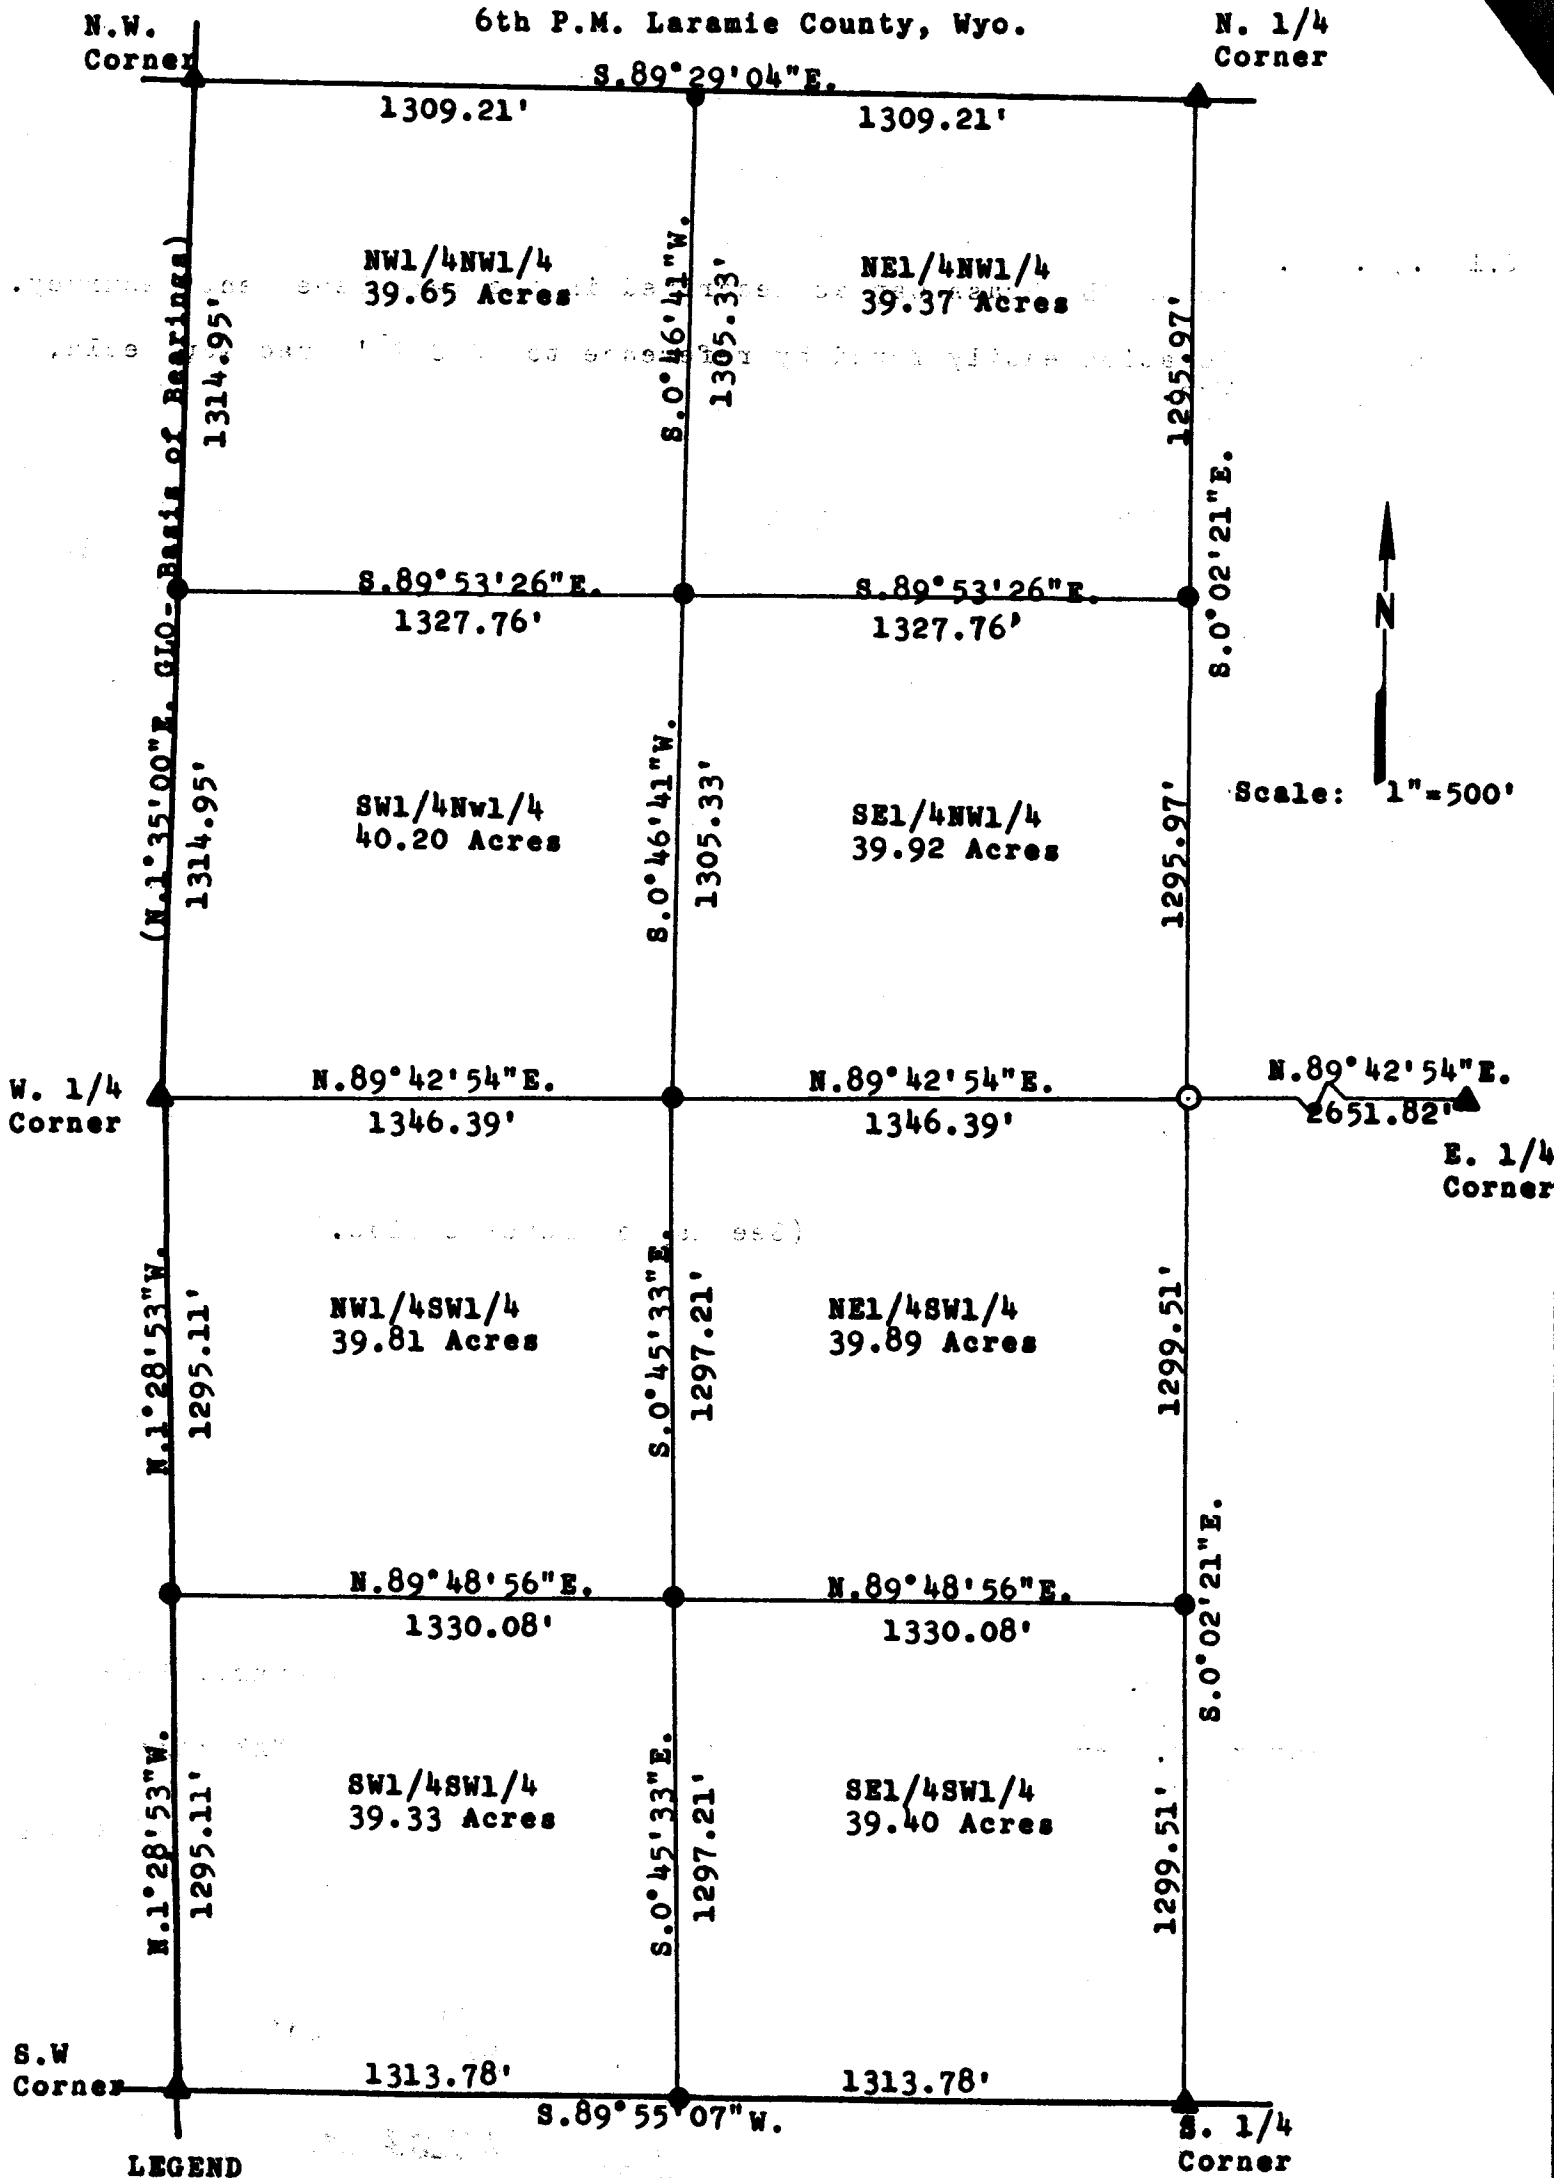 N.W.
Corner
6th P.M. Laramie County, Wyo.
N. 1/4
Corner
S.89°29'04"E.
1309.21'
1309.21'
(N.1°35'00"E. GLO-Basis of Bearings)
1314.95'
NW1/4NW1/4
39.65 Acres
S.0°46'41"W.
1305.33'
NE1/4NW1/4
39.37 Acres
1295.97'
S.0°02'21"E.
S.89°53'26"E.
1327.76'
S.89°53'26"E.
1327.76'
N
Scale: 1"=500'
1314.95'
SW1/4Nw1/4
40.20 Acres
S.0°46'41"W.
1305.33'
SE1/4NW1/4
39.92 Acres
1295.97'
W. 1/4
Corner
N.89°42'54"E.
1346.39'
N.89°42'54"E.
1346.39'
N.89°42'54"E.
2651.82'
E. 1/4
Corner
N.1°28'53"W.
1295.11'
NW1/4SW1/4
39.81 Acres
S.0°45'33"E.
1297.21'
NE1/4SW1/4
39.89 Acres
1299.51'
S.0°02'21"E.
N.89°48'56"E.
1330.08'
N.89°48'56"E.
1330.08'
N.1°28'53"W.
1295.11'
SW1/4SW1/4
39.33 Acres
S.0°45'33"E.
1297.21'
SE1/4SW1/4
39.40 Acres
1299.51'
S.W
Corner
1313.78'
1313.78'
S.89°55'07"W.
S. 1/4
Corner
LEGEND